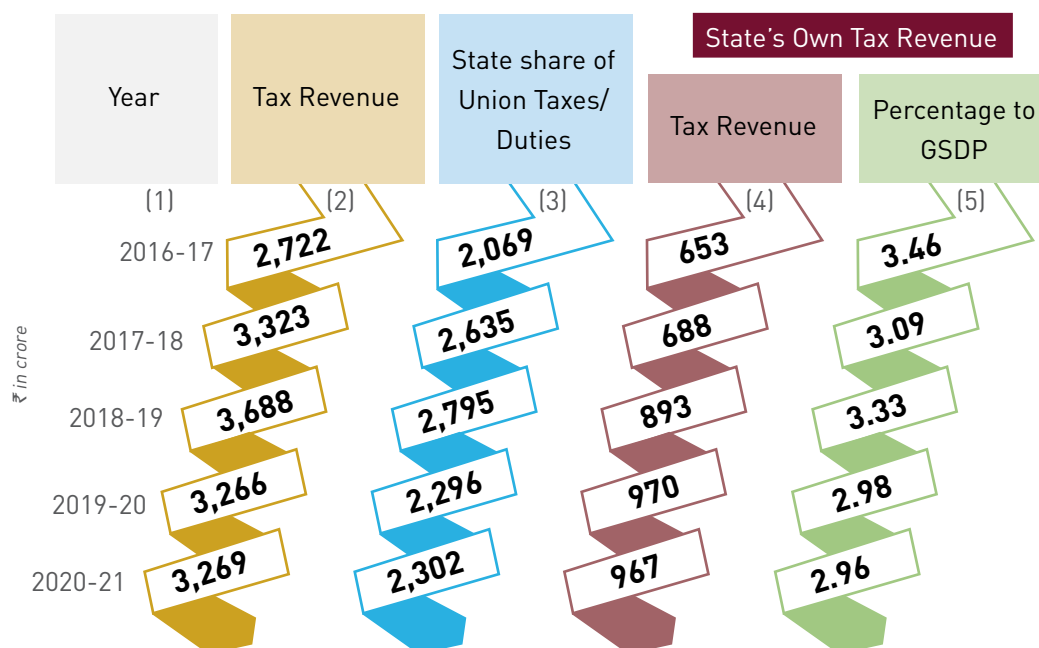 State's Own Tax Revenue
Year
Tax Revenue
State share of
Union Taxes/
Duties
Tax Revenue
Percentage to
GSDP
(1) (2) (3) (4) (5)
2016-17 2,722 2,069 653 3.46
2017-18 3,323 2,635 688 3.09
2018-19 3,688 2,795 893 3.33
2019-20 3,266 2,296 970 2.98
2020-21 3,269 2,302 967 2.96
₹ in crore